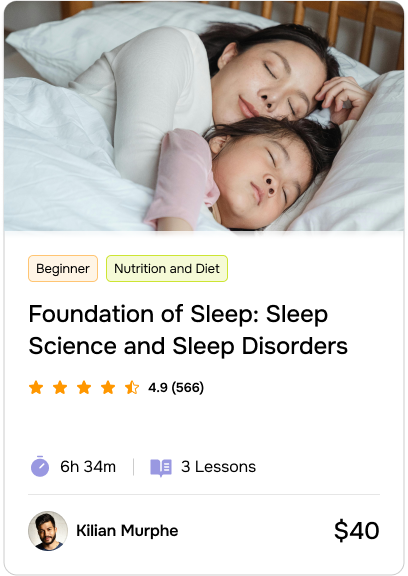 Beginner
Nutrition and Diet
Foundation of Sleep: Sleep
Science and Sleep Disorders
4.9 (566)
6h 34m
3 Lessons
Kilian Murphe
$40